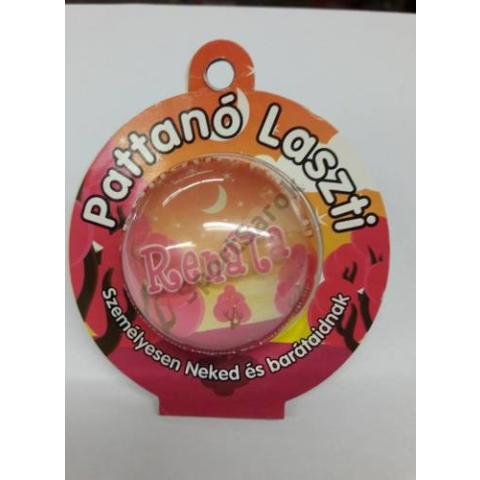 Pattanó Laszti
Renáta
Személyesen Neked és barátaidnak